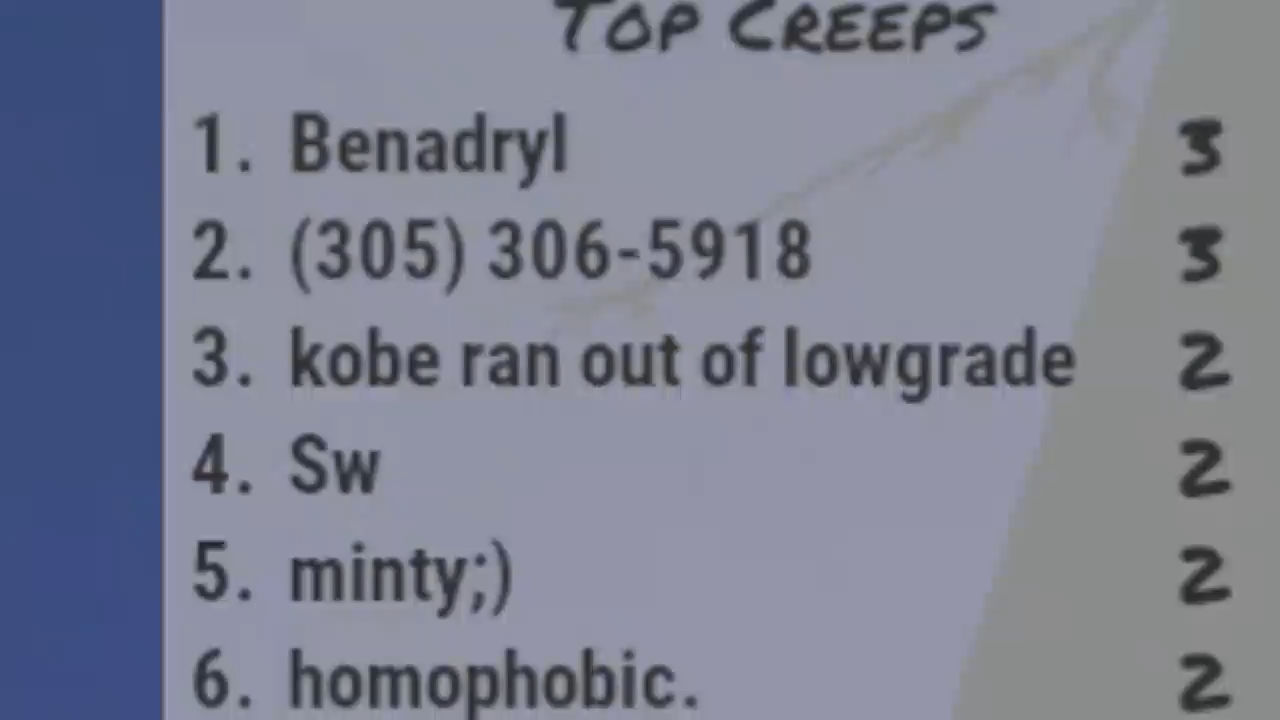 Top Creeps
1. Benadryl 3
2. (305) 306-5918 3
3. kobe ran out of lowgrade 2
4. Sw 2
5. minty;) 2
6. homophobic. 2